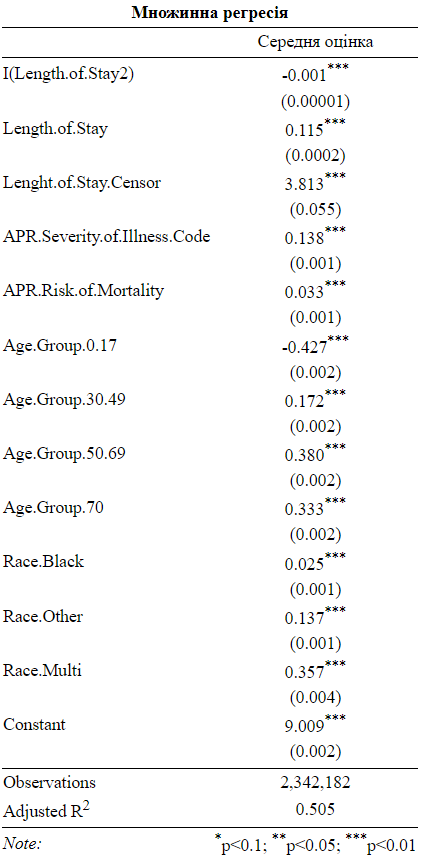 Множинна регресія
Середня оцінка
I(Length.of.Stay2) -0.001***
(0.00001)
Length.of.Stay 0.115***
(0.0002)
Lenght.of.Stay.Censor 3.813***
(0.055)
APR.Severity.of.Illness.Code 0.138***
(0.001)
APR.Risk.of.Mortality 0.033***
(0.001)
Age.Group.0.17 -0.427***
(0.002)
Age.Group.30.49 0.172***
(0.002)
Age.Group.50.69 0.380***
(0.002)
Age.Group.70 0.333***
(0.002)
Race.Black 0.025***
(0.001)
Race.Other 0.137***
(0.001)
Race.Multi 0.357***
(0.004)
Constant 9.009***
(0.002)
Observations 2,342,182
Adjusted R2 0.505
Note: *p<0.1; **p<0.05; ***p<0.01